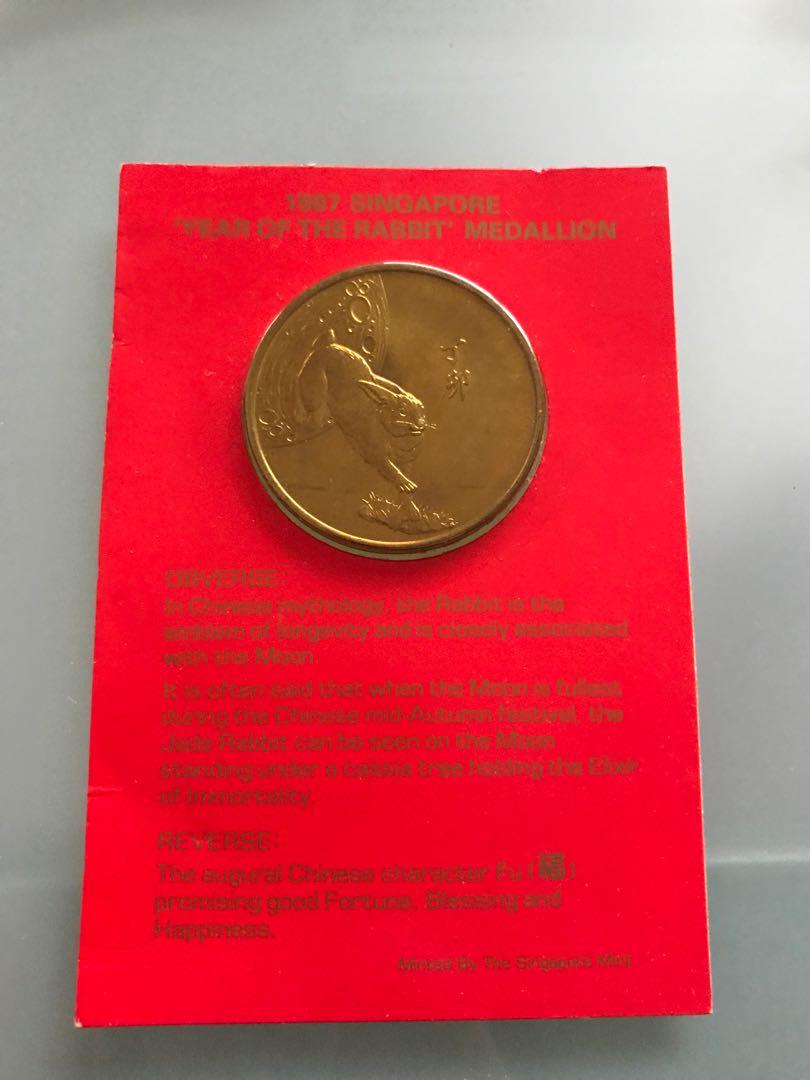 1987 SINGAPORE
'YEAR OF THE RABBIT' MEDALLION
丁
卯
OBVERSE:
In Chinese mythology, the Rabbit is the
emblem of longevity and is closely associated
with the Moon.
It is often said that when the Moon is fullest
during the Chinese mid-Autumn festival, the
Jade Rabbit can be seen on the Moon
standing under a cassia tree holding the Elixir
of Immortality.
REVERSE:
The augural Chinese character Fu (福)
promising good Fortune, Blessing and
Happiness.
Minted By The Singapore Mint